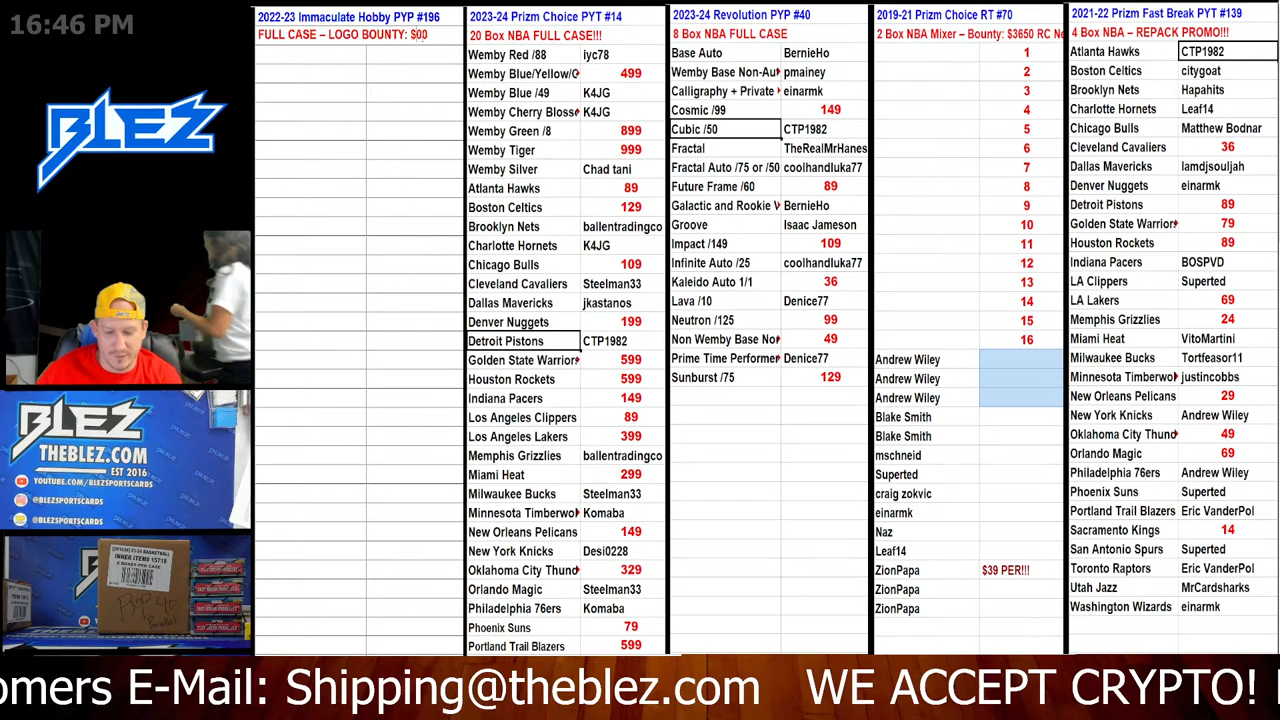 16:46 PM
BLEZ
BLEZ
THEBLEZ.COM
EST 2016
YOUTUBE.COM/BLEZSPORTSCARDS
@BLEZSPORTSCARDS
@BLEZSPORTSCARDS
INNER ITEMS 15718
PYP 40
2022-23 Immaculate Hobby PYP #196
FULL CASE – LOGO BOUNTY: $00
2023-24 Prizm Choice PYT #14
20 Box NBA FULL CASE!!!
Wemby Red /88 iyc78
Wemby Blue/Yellow/G 499
Wemby Blue /49 K4JG
Wemby Cherry Bloss K4JG
Wemby Green /8 899
Wemby Tiger 999
Wemby Silver Chad tani
Atlanta Hawks 89
Boston Celtics 129
Brooklyn Nets ballentradingco
Charlotte Hornets K4JG
Chicago Bulls 109
Cleveland Cavaliers Steelman33
Dallas Mavericks jkastanos
Denver Nuggets 199
Detroit Pistons CTP1982
Golden State Warrior 599
Houston Rockets 599
Indiana Pacers 149
Los Angeles Clippers 89
Los Angeles Lakers 399
Memphis Grizzlies ballentradingco
Miami Heat 299
Milwaukee Bucks Steelman33
Minnesota Timberwo Komaba
New Orleans Pelicans 149
New York Knicks Desi0228
Oklahoma City Thun 329
Orlando Magic Steelman33
Philadelphia 76ers Komaba
Phoenix Suns 79
Portland Trail Blazers 599
2023-24 Revolution PYP #40
8 Box NBA FULL CASE
Base Auto BernieHo
Wemby Base Non-Au pmainey
Calligraphy + Private einarmk
Cosmic /99 149
Cubic /50 CTP1982
Fractal TheRealMrHanes
Fractal Auto /75 or /50 coolhandluka77
Future Frame /60 89
Galactic and Rookie V BernieHo
Groove Isaac Jameson
Impact /149 109
Infinite Auto /25 coolhandluka77
Kaleido Auto 1/1 36
Lava /10 Denice77
Neutron /125 99
Non Wemby Base No 49
Prime Time Performer Denice77
Sunburst /75 129
2019-21 Prizm Choice RT #70
2 Box NBA Mixer – Bounty: $3650 RC Ne
1
2
3
4
5
6
7
8
9
10
11
12
13
14
15
16
Andrew Wiley
Andrew Wiley
Andrew Wiley
Blake Smith
Blake Smith
mschneid
Superted
craig zokvic
einarmk
Naz
Leaf14
ZionPapa $39 PER!!!
ZionPapa
ZionPapa
2021-22 Prizm Fast Break PYT #139
4 Box NBA – REPACK PROMO!!!
Atlanta Hawks CTP1982
Boston Celtics citygoat
Brooklyn Nets Hapahits
Charlotte Hornets Leaf14
Chicago Bulls Matthew Bodnar
Cleveland Cavaliers 36
Dallas Mavericks Iamdjsouljah
Denver Nuggets einarmk
Detroit Pistons 89
Golden State Warrior 79
Houston Rockets 89
Indiana Pacers BOSPVD
LA Clippers Superted
LA Lakers 69
Memphis Grizzlies 24
Miami Heat VitoMartini
Milwaukee Bucks Tortfeasor11
Minnesota Timberwo justincobbs
New Orleans Pelicans 29
New York Knicks Andrew Wiley
Oklahoma City Thun 49
Orlando Magic 69
Philadelphia 76ers Andrew Wiley
Phoenix Suns Superted
Portland Trail Blazers Eric VanderPol
Sacramento Kings 14
San Antonio Spurs Superted
Toronto Raptors Eric VanderPol
Utah Jazz MrCardsharks
Washington Wizards einarmk
omers E-Mail: Shipping@theblez.com WE ACCEPT CRYPTO!